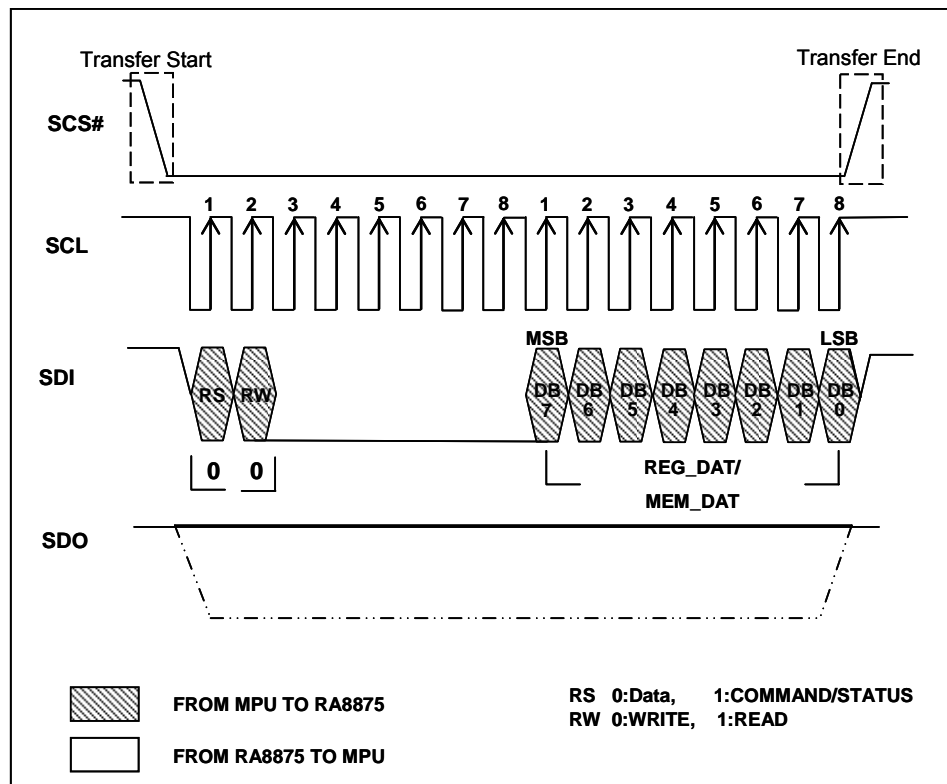 Transfer Start
Transfer End
SCS#
1 2 3 4 5 6 7 8 1 2 3 4 5 6 7 8
SCL
MSB
LSB
SDI
RS RW DB 7 DB 6 DB 5 DB 4 DB 3 DB 2 DB 1 DB 0
0 0
REG_DAT/
MEM_DAT
SDO
FROM MPU TO RA8875
RS 0:Data, 1:COMMAND/STATUS
RW 0:WRITE, 1:READ
FROM RA8875 TO MPU